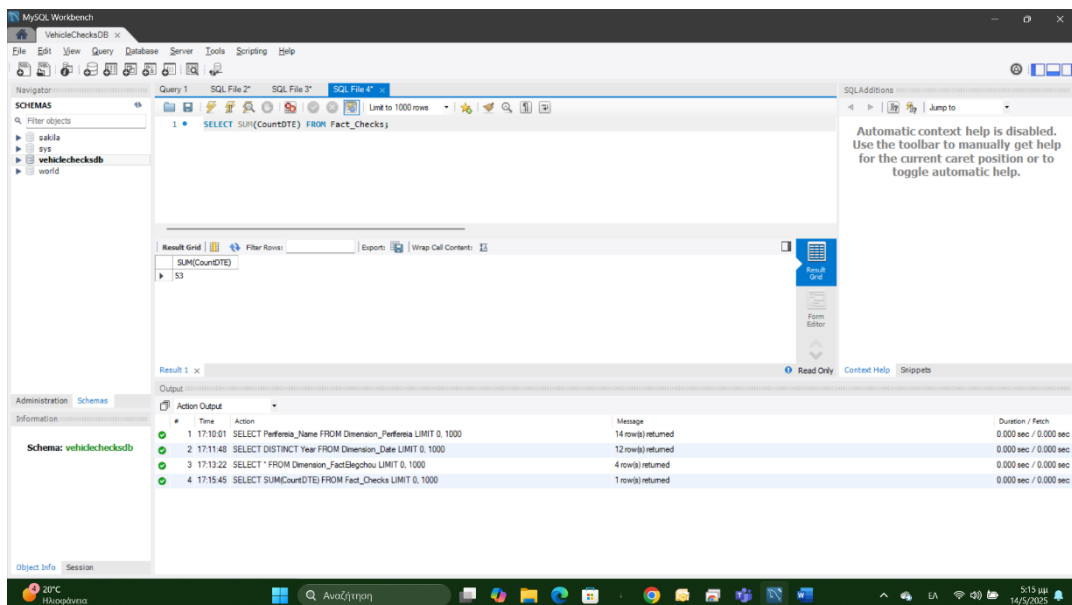 MySQL Workbench
VehicleChecksDB ×
File Edit View Query Database Server Tools Scripting Help
Navigator
SCHEMAS
Filter objects
sakila
sys
vehiclechecksdb
world
Query 1 SQL File 2* SQL File 3* SQL File 4* ×
Limit to 1000 rows
1 SELECT SUM(CountDTE) FROM Fact_Checks;
SQLAdditions
Jump to
Automatic context help is disabled.
Use the toolbar to manually get help
for the current caret position or to
toggle automatic help.
Result Grid Filter Rows: Export: Wrap Cell Content:
SUM(CountDTE)
53
Result
Grid
Form
Editor
Result 1 × Read Only Context Help Snippets
Output
Administration Schemas
Action Output
Information
Schema: vehiclechecksdb
# Time Action Message Duration / Fetch
1 17:10:01 SELECT Perifereia_Name FROM Dimension_Perifereia LIMIT 0, 1000 14 row(s) returned 0.000 sec / 0.000 sec
2 17:11:48 SELECT DISTINCT Year FROM Dimension_Date LIMIT 0, 1000 12 row(s) returned 0.000 sec / 0.000 sec
3 17:13:22 SELECT * FROM Dimension_FactElegchou LIMIT 0, 1000 4 row(s) returned 0.000 sec / 0.000 sec
4 17:15:45 SELECT SUM(CountDTE) FROM Fact_Checks LIMIT 0, 1000 1 row(s) returned 0.000 sec / 0.000 sec
Object Info Session
4
20°C
Ηλιοφάνεια
Αναζήτηση
ΕΛ
5:15 μμ
14/5/2025